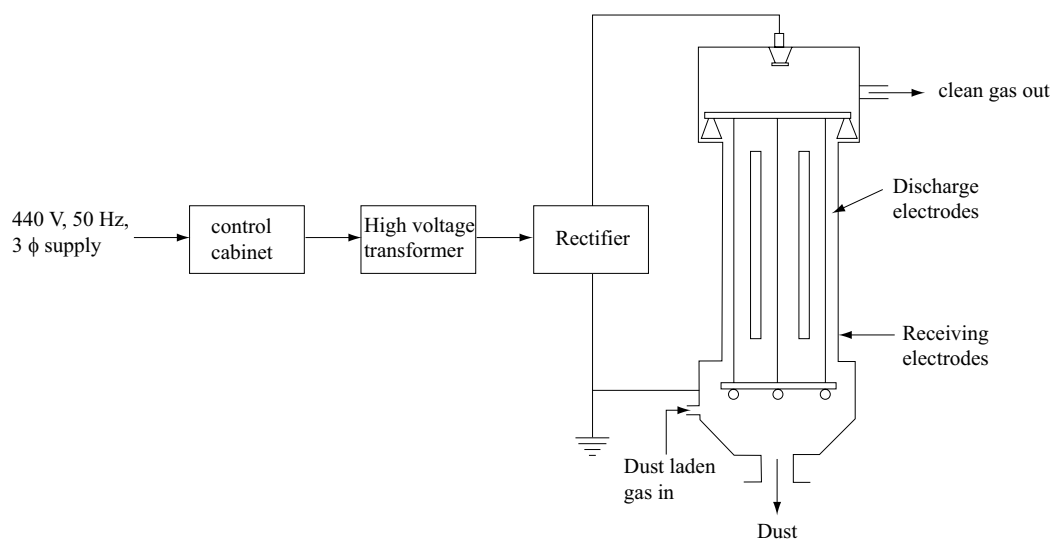 440 V, 50 Hz,
3 ϕ supply
control
cabinet
High voltage
transformer
Rectifier
clean gas out
Discharge
electrodes
Receiving
electrodes
Dust laden
gas in
Dust